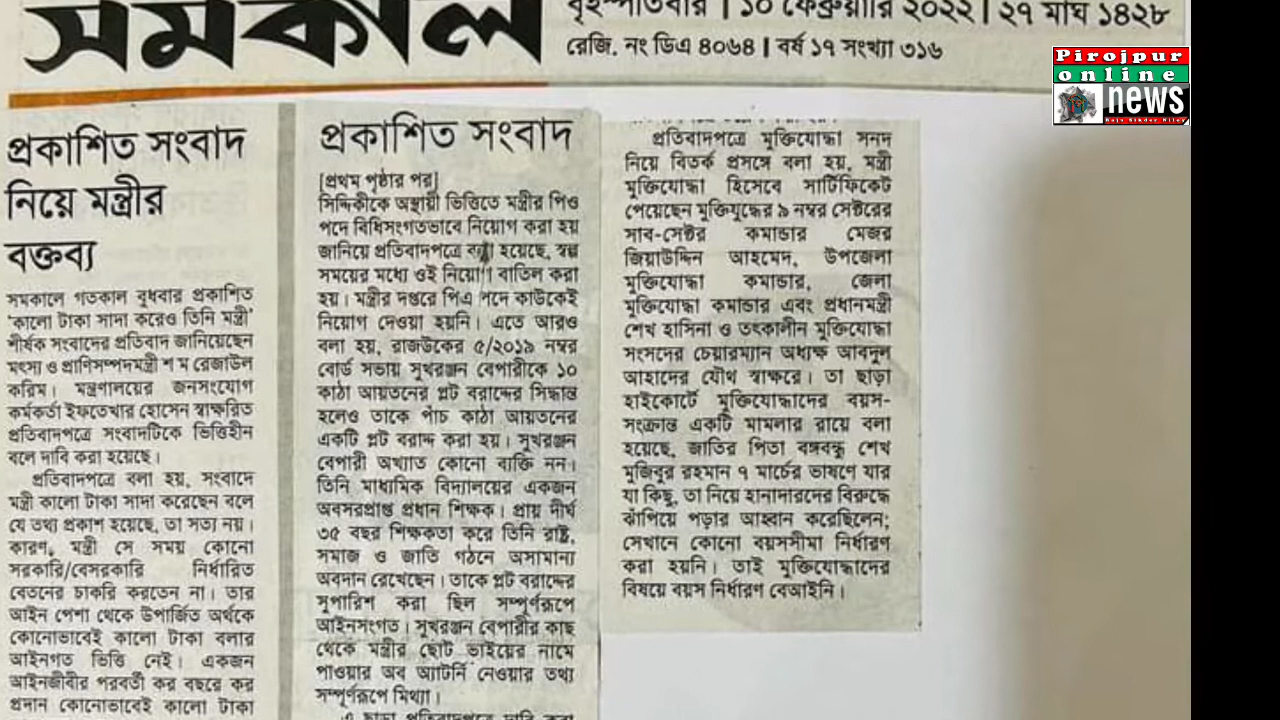 সমকাল
বৃহস্পতিবার । ১০ ফেব্রুয়ারি ২০২২। ২৭ মাঘ ১৪২৮
রেজি. নং ডিএ ৪০৬৪ । বর্ষ ১৭ সংখ্যা ৩১৬
Pirojpur
online
news
প্রকাশিত সংবাদ
নিয়ে মন্ত্রীর
বক্তব্য
সমকালে গতকাল বুধবার প্রকাশিত
'কালো টাকা সাদা করেও তিনি মন্ত্রী'
শীর্ষক সংবাদের প্রতিবাদ জানিয়েছেন
মৎস্য ও প্রাণিসম্পদমন্ত্রী শ ম রেজাউল
করিম। মন্ত্রণালয়ের জনসংযোগ
কর্মকর্তা ইফতেখার হোসেন স্বাক্ষরিত
প্রতিবাদপত্রে সংবাদটিকে ভিত্তিহীন
বলে দাবি করা হয়েছে।
প্রতিবাদপত্রে বলা হয়, সংবাদে
মন্ত্রী কালো টাকা সাদা করেছেন বলে
যে তথ্য প্রকাশ হয়েছে, তা সত্য নয়।
কারণ, মন্ত্রী সে সময় কোনো
সরকারি/বেসরকারি নির্ধারিত
বেতনের চাকরি করতেন না। তার
আইন পেশা থেকে উপার্জিত অর্থকে
কোনোভাবেই কালো টাকা বলার
আইনগত ভিত্তি নেই। একজন
আইনজীবীর পরবর্তী কর বছরে কর
প্রদান কোনোভাবেই কালো টাকা
প্রকাশিত সংবাদ
[প্রথম পৃষ্ঠার পর]
সিদ্দিকীকে অস্থায়ী ভিত্তিতে মন্ত্রীর পিও
পদে বিধিসংগতভাবে নিয়োগ করা হয়
জানিয়ে প্রতিবাদপত্রে বলা হয়েছে, স্বল্প
সময়ের মধ্যে ওই নিয়োগ বাতিল করা
হয়। মন্ত্রীর দপ্তরে পিএ পদে কাউকেই
নিয়োগ দেওয়া হয়নি। এতে আরও
বলা হয়, রাজউকের ৫/২০১৯ নম্বর
বোর্ড সভায় সুখরঞ্জন বেপারীকে ১০
কাঠা আয়তনের প্লট বরাদ্দের সিদ্ধান্ত
হলেও তাকে পাঁচ কাঠা আয়তনের
একটি প্লট বরাদ্দ করা হয়। সুখরঞ্জন
বেপারী অখ্যাত কোনো ব্যক্তি নন।
তিনি মাধ্যমিক বিদ্যালয়ের একজন
অবসরপ্রাপ্ত প্রধান শিক্ষক। প্রায় দীর্ঘ
৩৫ বছর শিক্ষকতা করে তিনি রাষ্ট্র,
সমাজ ও জাতি গঠনে অসামান্য
অবদান রেখেছেন। তাকে প্লট বরাদ্দের
সুপারিশ করা ছিল সম্পূর্ণরূপে
আইনসংগত। সুখরঞ্জন বেপারীর কাছ
থেকে মন্ত্রীর ছোট ভাইয়ের নামে
পাওয়ার অব অ্যাটর্নি নেওয়ার তথ্য
সম্পূর্ণরূপে মিথ্যা।
এ ছাড়া প্রতিবাদপত্রে দাবি করা
প্রতিবাদপত্রে মুক্তিযোদ্ধা সনদ
নিয়ে বিতর্ক প্রসঙ্গে বলা হয়, মন্ত্রী
মুক্তিযোদ্ধা হিসেবে সার্টিফিকেট
পেয়েছেন মুক্তিযুদ্ধের ৯ নম্বর সেক্টরের
সাব-সেক্টর কমান্ডার মেজর
জিয়াউদ্দিন আহমেদ, উপজেলা
মুক্তিযোদ্ধা কমান্ডার, জেলা
মুক্তিযোদ্ধা কমান্ডার এবং প্রধানমন্ত্রী
শেখ হাসিনা ও তৎকালীন মুক্তিযোদ্ধা
সংসদের চেয়ারম্যান অধ্যক্ষ আবদুল
আহাদের যৌথ স্বাক্ষরে। তা ছাড়া
হাইকোর্টে মুক্তিযোদ্ধাদের বয়স-
সংক্রান্ত একটি মামলার রায়ে বলা
হয়েছে, জাতির পিতা বঙ্গবন্ধু শেখ
মুজিবুর রহমান ৭ মার্চের ভাষণে যার
যা কিছু, তা নিয়ে হানাদারদের বিরুদ্ধে
ঝাঁপিয়ে পড়ার আহ্বান করেছিলেন;
সেখানে কোনো বয়সসীমা নির্ধারণ
করা হয়নি। তাই মুক্তিযোদ্ধাদের
বিষয়ে বয়স নির্ধারণ বেআইনি।